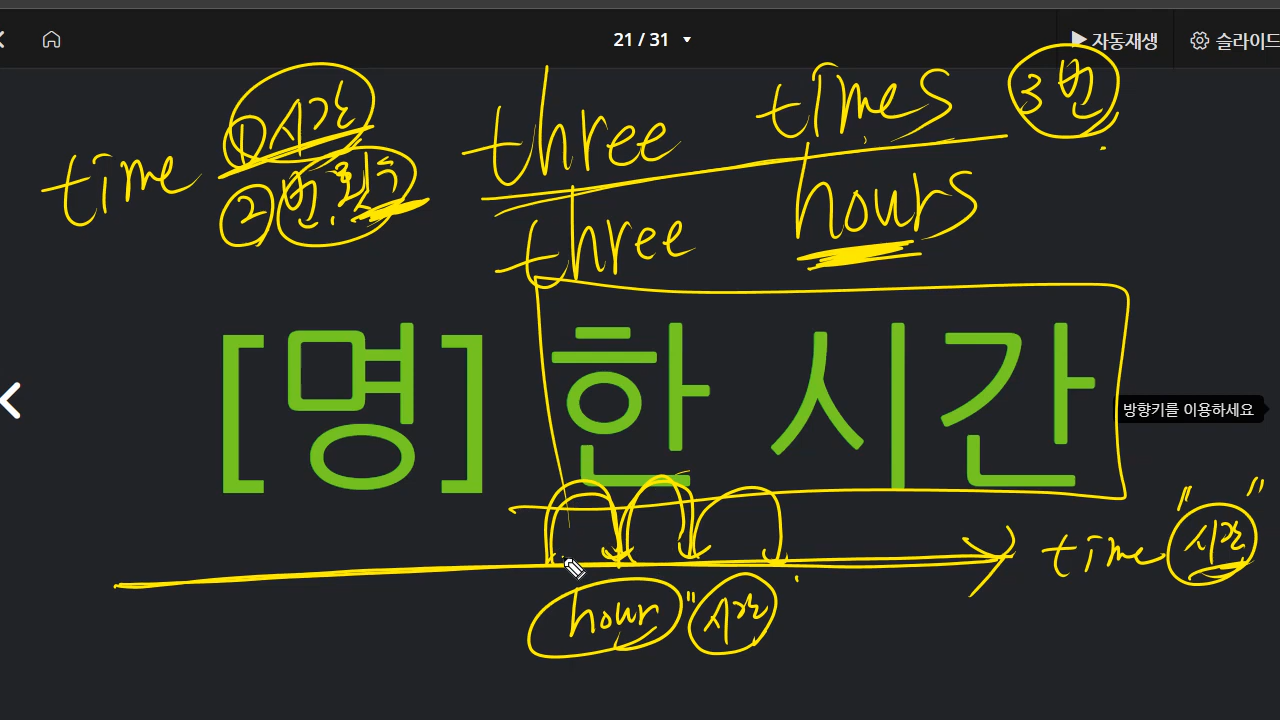 21 / 31
자동재생
슬라이드
time ① 시간
② 번, 횟수
three times 3번
three hours
[명] 한 시간
방향키를 이용하세요
time "시간"
hour "시간